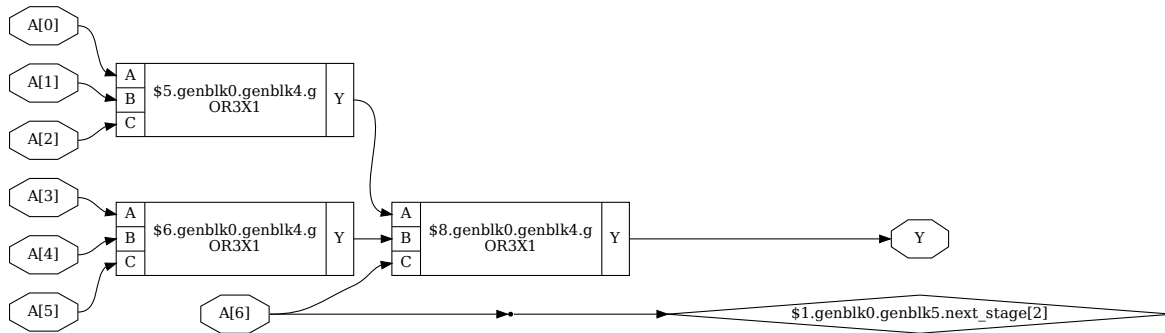 A[0]
A[1]
A[2]
A
B
C
$5.genblk0.genblk4.g
OR3X1
Y
A[3]
A[4]
A[5]
A
B
C
$6.genblk0.genblk4.g
OR3X1
Y
A[6]
A
B
C
$8.genblk0.genblk4.g
OR3X1
Y
Y
$1.genblk0.genblk5.next_stage[2]